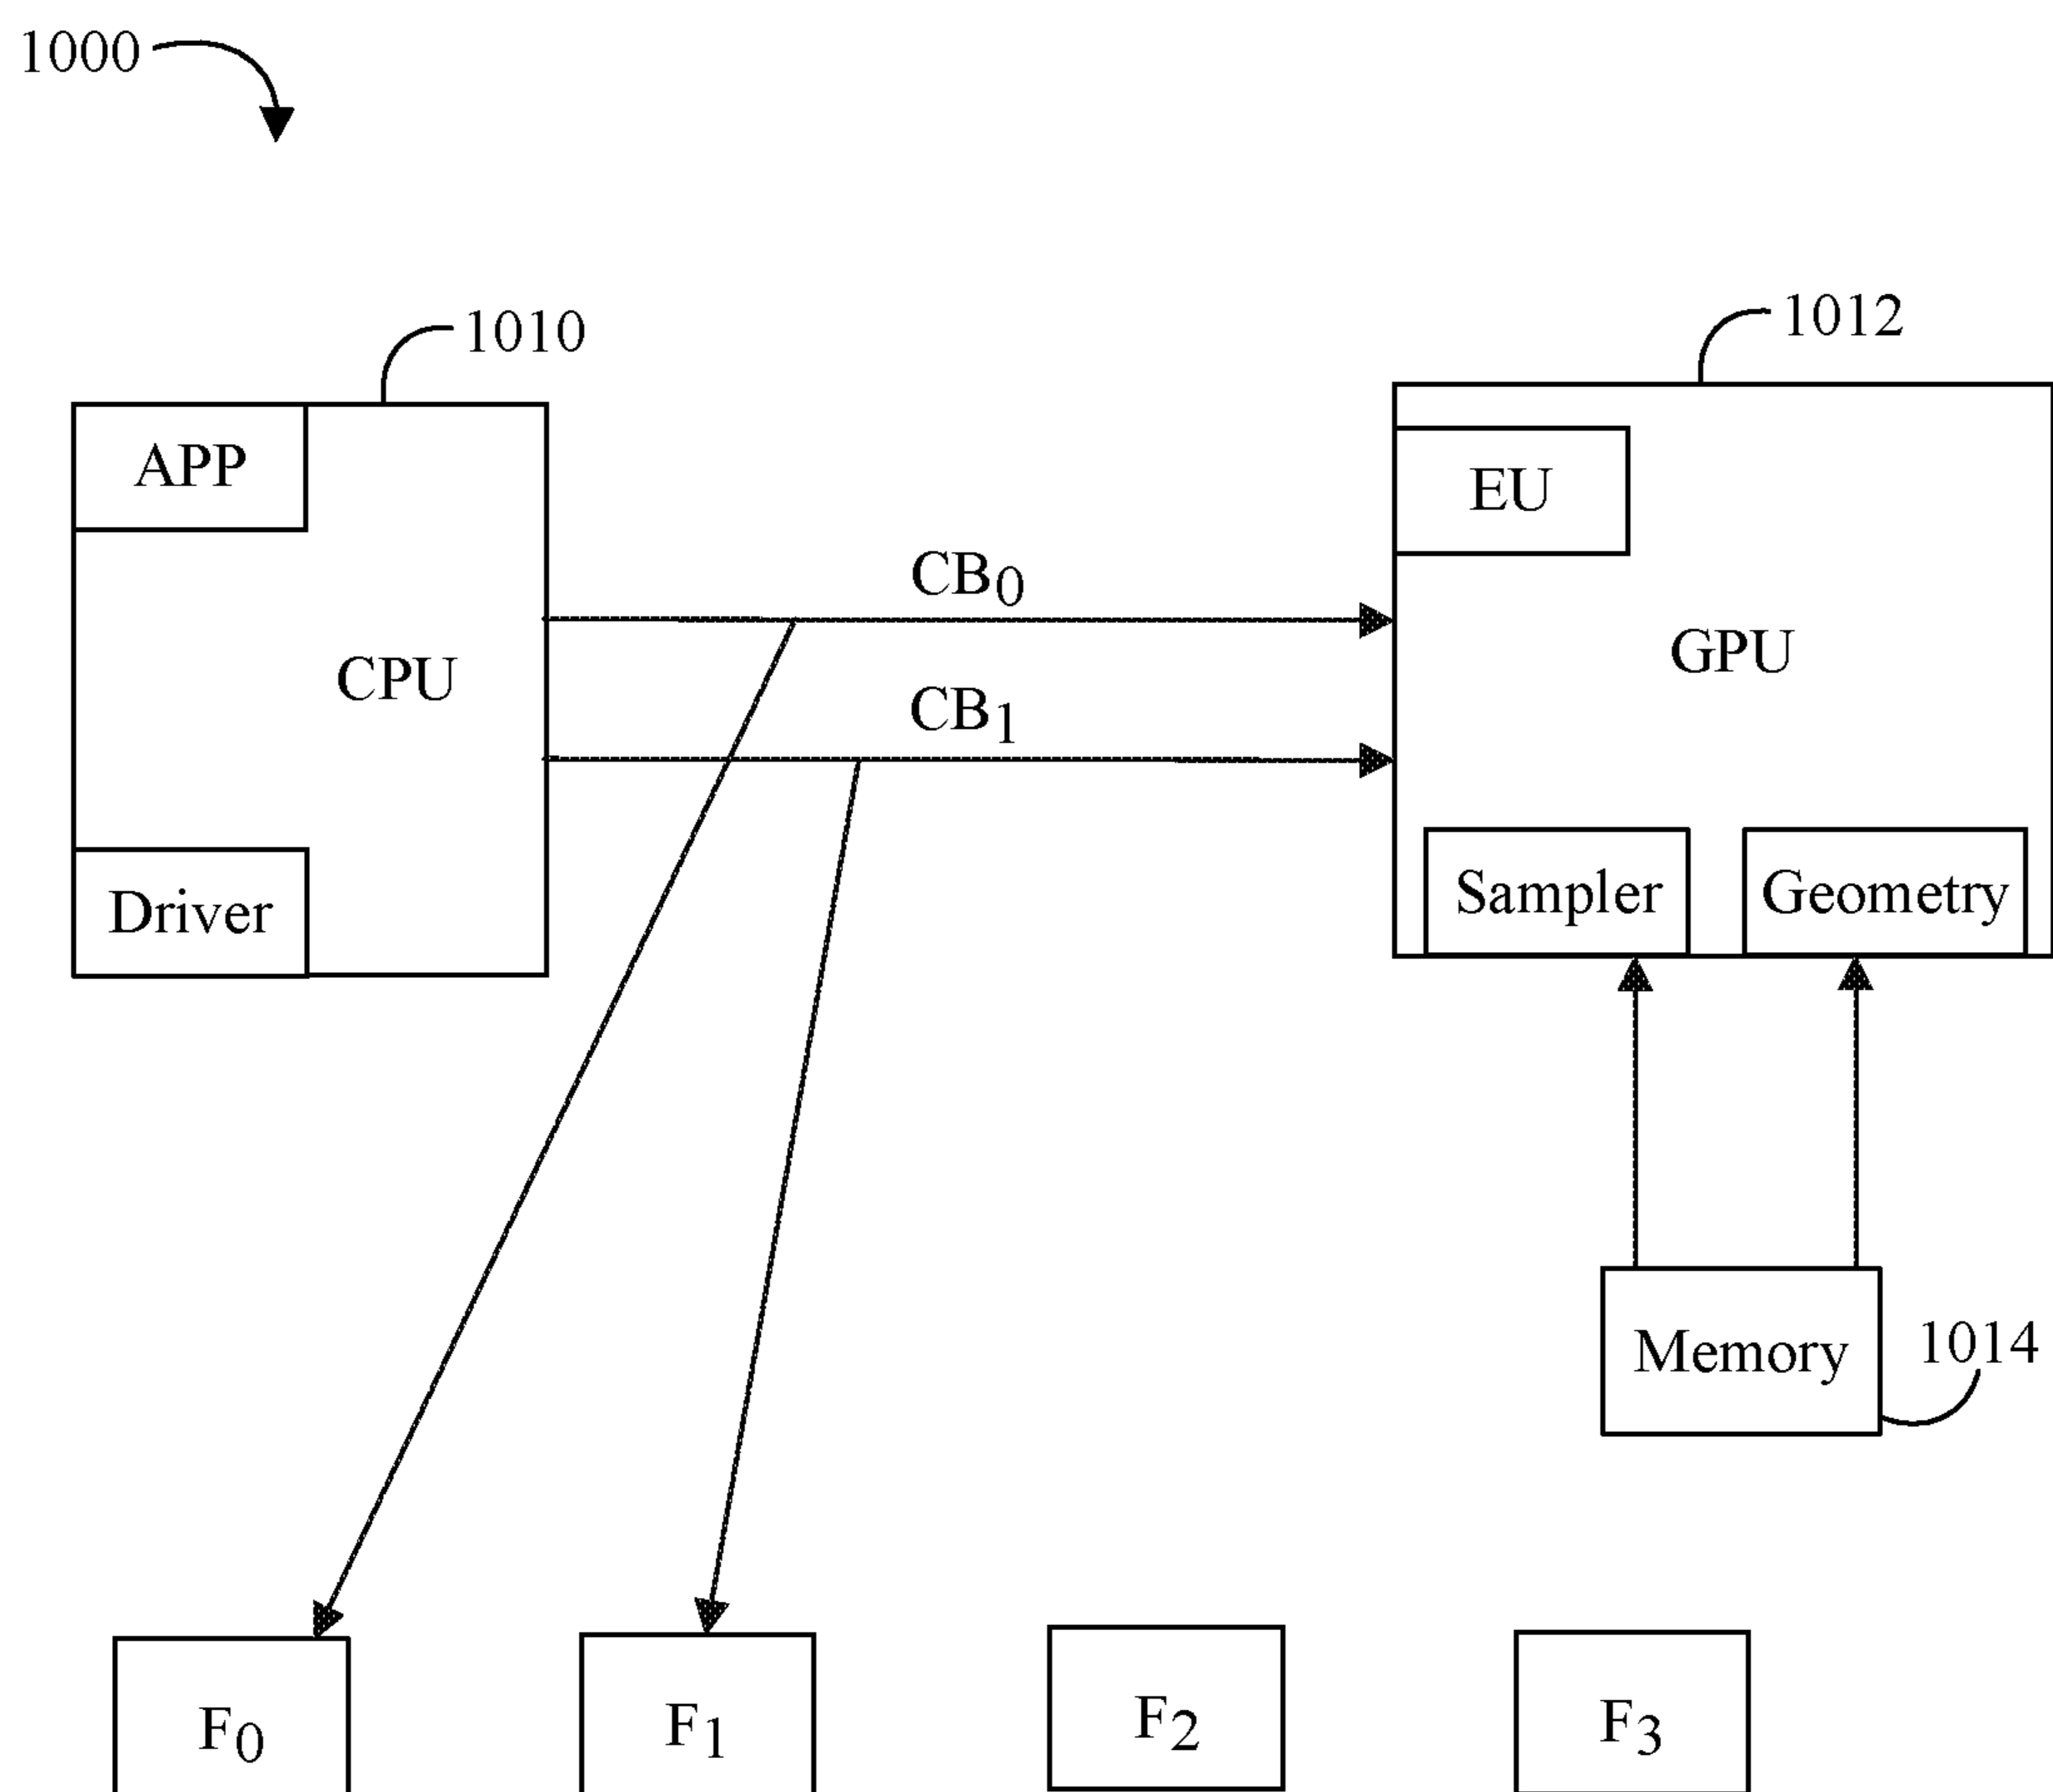 1000
1010
1012
APP
EU
CB0
CPU
GPU
CB1
Driver
Sampler
Geometry
Memory
1014
F0
F1
F2
F3